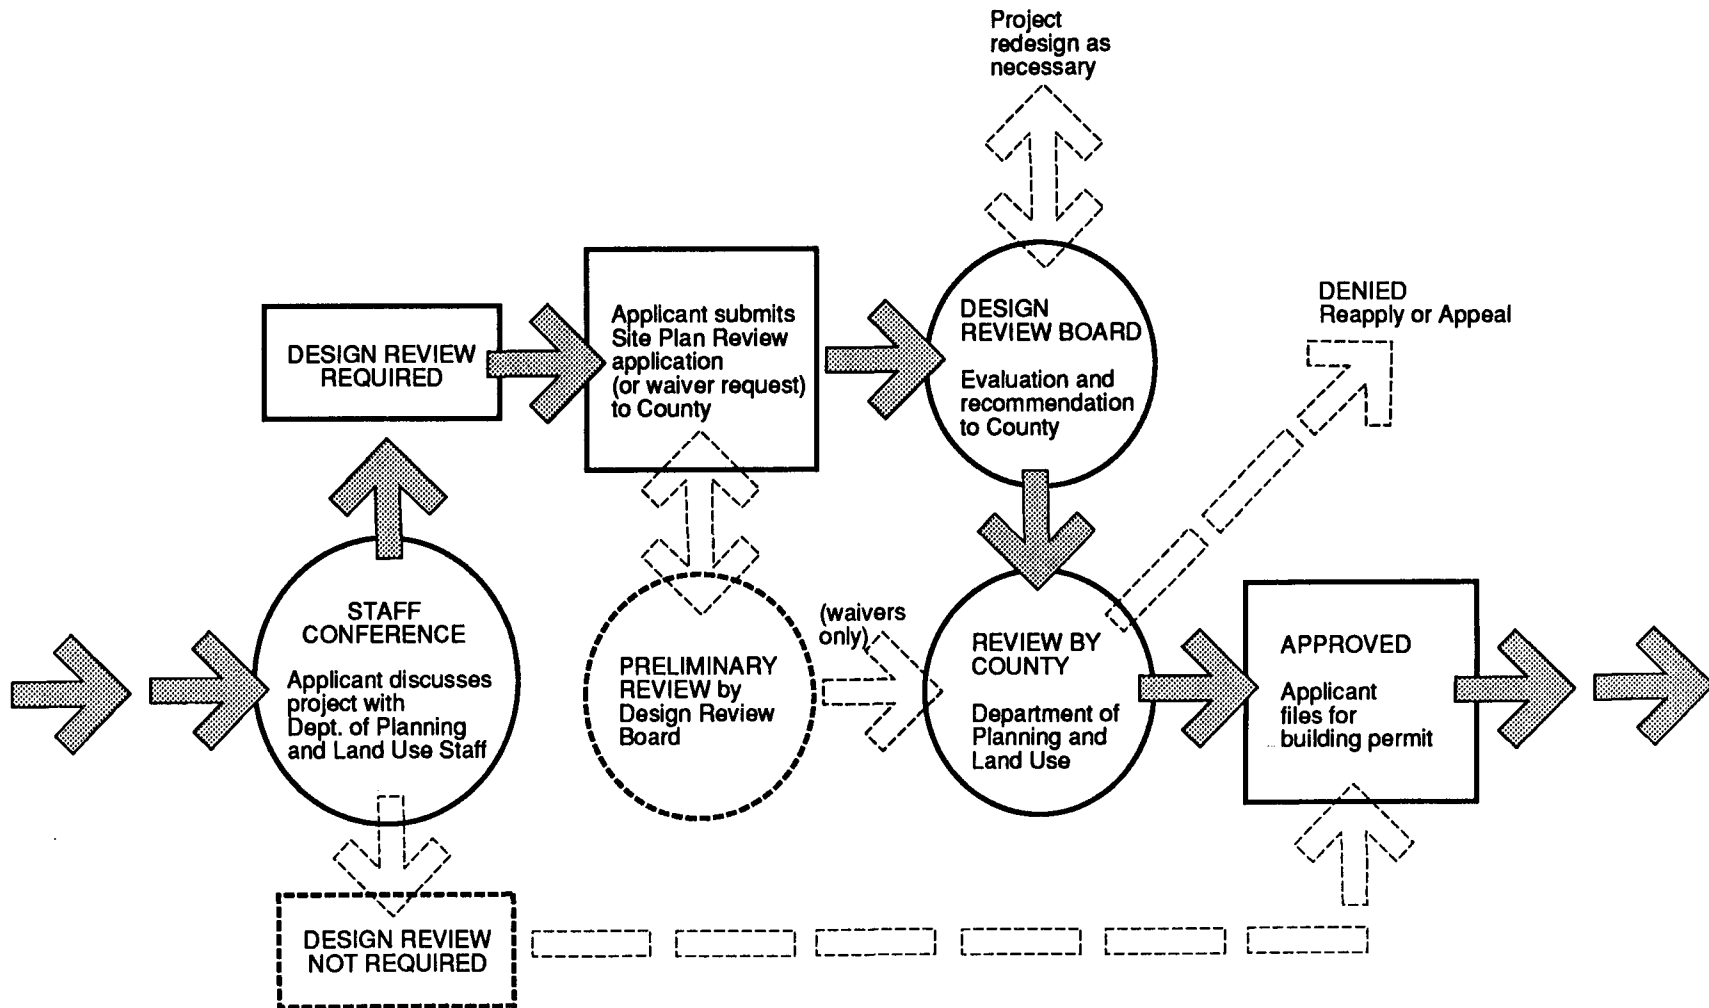 Project
redesign as
necessary
DENIED
Reapply or Appeal
DESIGN REVIEW
REQUIRED
Applicant submits
Site Plan Review
application
(or waiver request)
to County
DESIGN
REVIEW BOARD
Evaluation and
recommendation
to County
STAFF
CONFERENCE
Applicant discusses
project with
Dept. of Planning
and Land Use Staff
PRELIMINARY
REVIEW by
Design Review
Board
(waivers
only)
REVIEW BY
COUNTY
Department of
Planning and
Land Use
APPROVED
Applicant
files for
building permit
DESIGN REVIEW
NOT REQUIRED